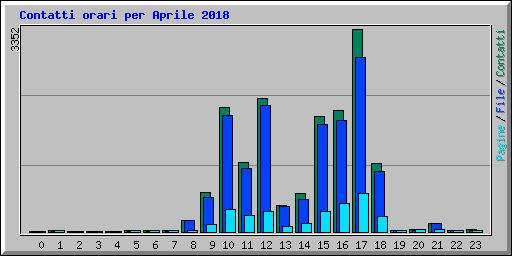 Contatti orari per Aprile 2018
3352
Pagine / File / Contatti
0 1 2 3 4 5 6 7 8 9 10 11 12 13 14 15 16 17 18 19 20 21 22 23